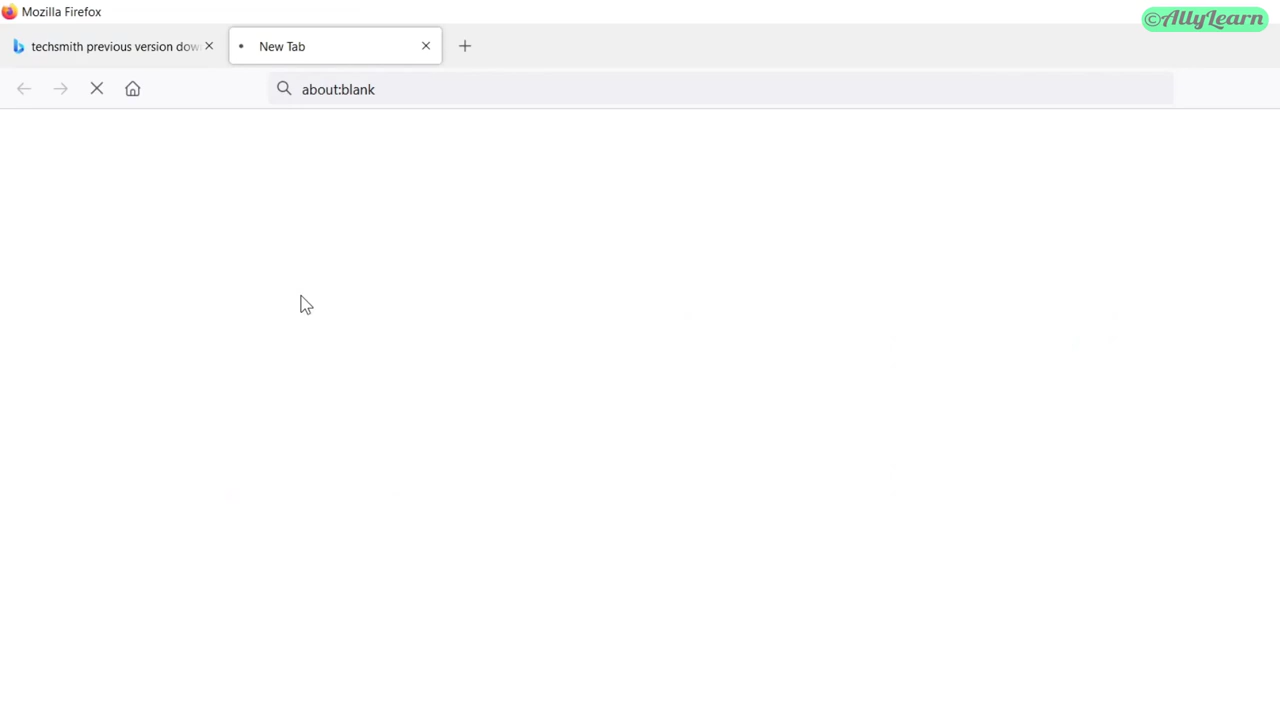 Mozilla Firefox
©AllyLearn
techsmith previous version dow
New Tab
about:blank